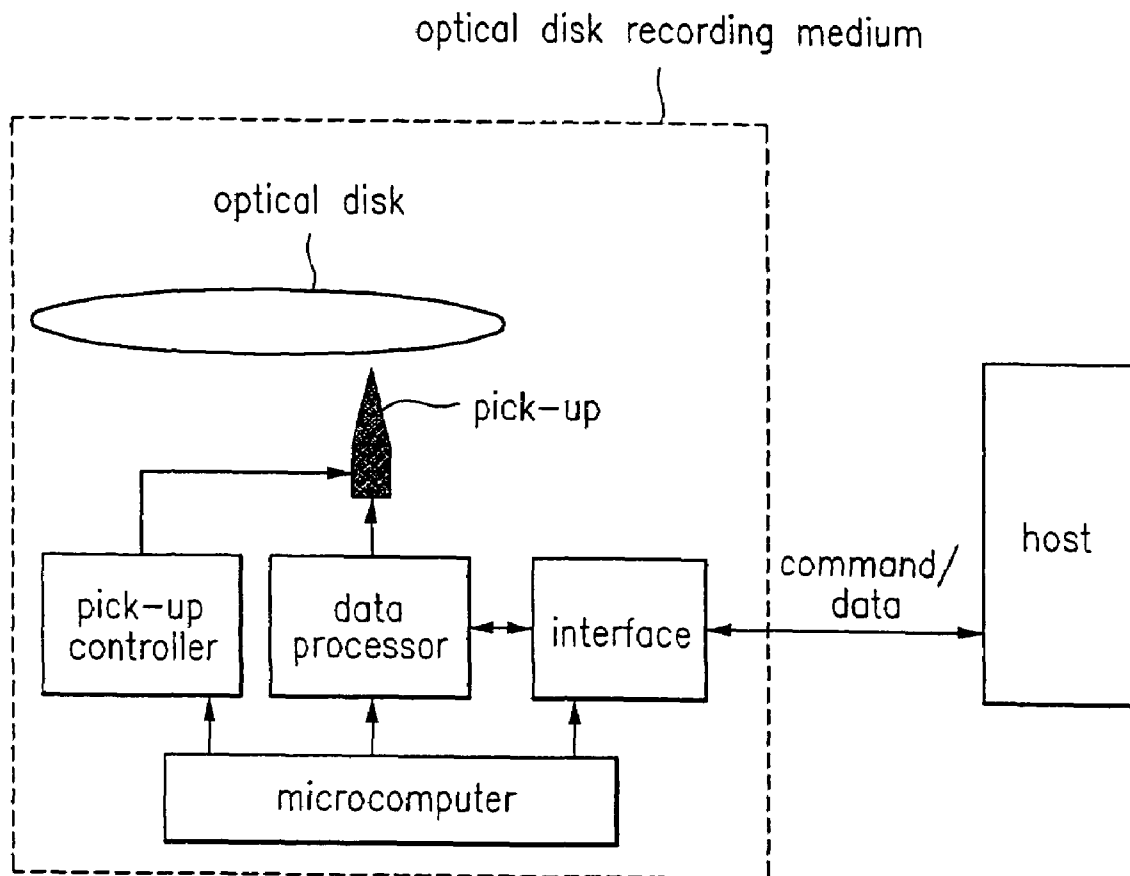 optical disk recording medium
optical disk
pick-up
host
command/
data
pick-up
controller
data
processor
interface
microcomputer